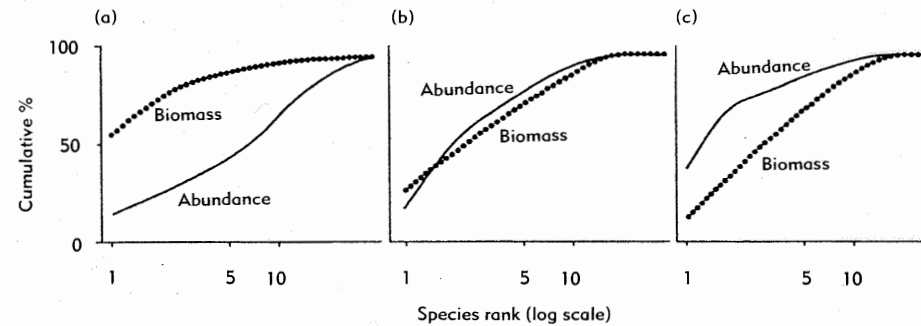 (a)
(b)
(c)
100
50
0
Cumulative %
Biomass
Abundance
Abundance
Biomass
Abundance
Biomass
1 5 10
1 5 10
1 5 10
Species rank (log scale)